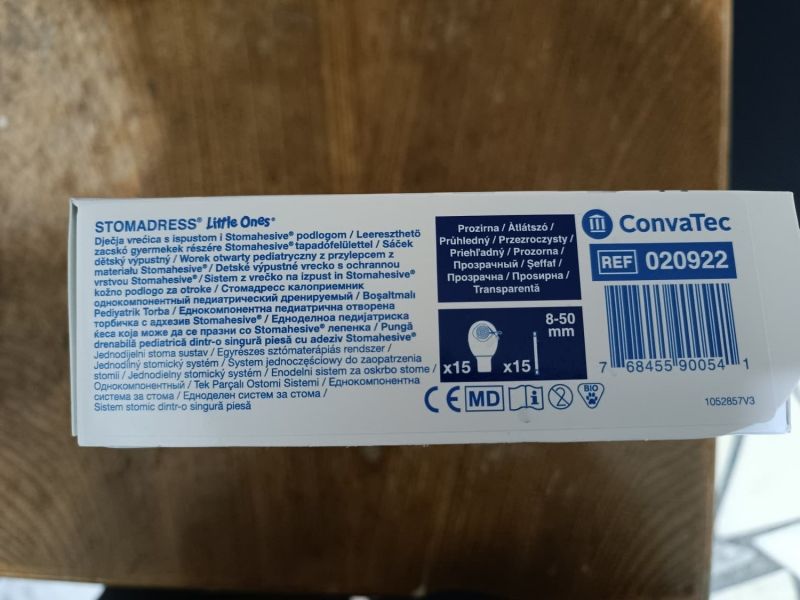 STOMADRESS® Little Ones®
Dječja vrećica s ispustom i Stomahesive® podlogom / Leereszthető
zacskó gyermekek részére Stomahesive® tapadófelülettel / Sáček
dětský výpustný / Worek otwarty pediatryczny z przylepcem z
materiału Stomahesive® / Detské výpustné vrecko s ochrannou
vrstvou Stomahesive® / Sistem z vrečko na izpust in Stomahesive®
kožno podlogo za otroke / Стомадресс калоприемник
однокомпонентный педиатрический дренируемый / Boşaltmalı
Pediyatrik Torba / Еднокомпонентна педиатрична отворена
торбичка с адхезив Stomahesive® / Едноделноа педијатриска
ќеса која може да се празни со Stomahesive® лепенка / Pungă
drenabilă pediatrică dintr-o singură piesă cu adeziv Stomahesive®
Jednodijelni stoma sustav / Egyrészes sztómaterápiás rendszer /
Jednodílný stomický systém / System jednoczęściowy do zaopatrzenia
stomii / Jednodielny stomický systém / Enodelni sistem za oskrbo stome /
Однокомпонентный / Tek Parçalı Ostomi Sistemi / Еднокомпонентна
система за стома / Едноделен систем за стома /
Sistem stomic dintr-o singură piesă
Prozirna / Àtlátszó /
Průhledný / Przezroczysty /
Priehľadný / Prozorna /
Прозрачный / Şeffaf /
Прозрачна / Просирна /
Transparentă
8-50
mm
x15 x15
CE MD i BIO
ConvaTec
REF 020922
7 68455 90054 1
1052857V3